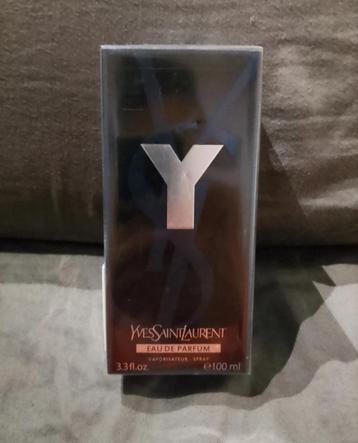 Y
YVESSAINTLAURENT
EAU DE PARFUM
VAPORISATEUR - SPRAY
3.3 fl.oz. ℮100 ml